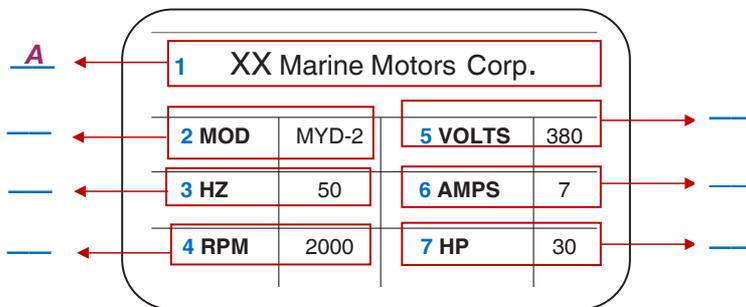 A
1 XX Marine Motors Corp.
2 MOD MYD-2 5 VOLTS 380
3 HZ 50 6 AMPS 7
4 RPM 2000 7 HP 30